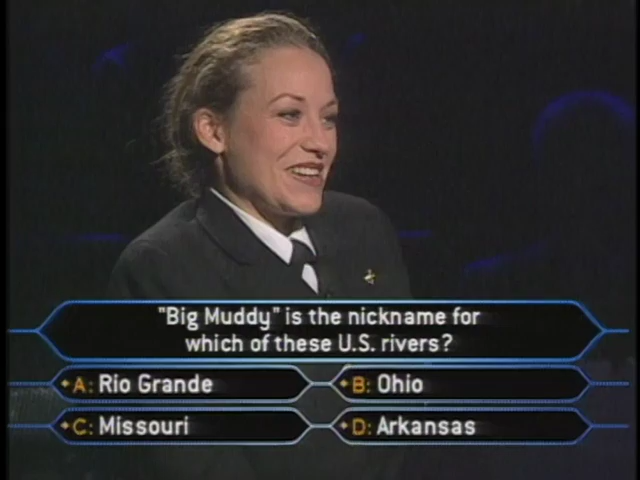 "Big Muddy" is the nickname for
which of these U.S. rivers?
A: Rio Grande
B: Ohio
C: Missouri
D: Arkansas